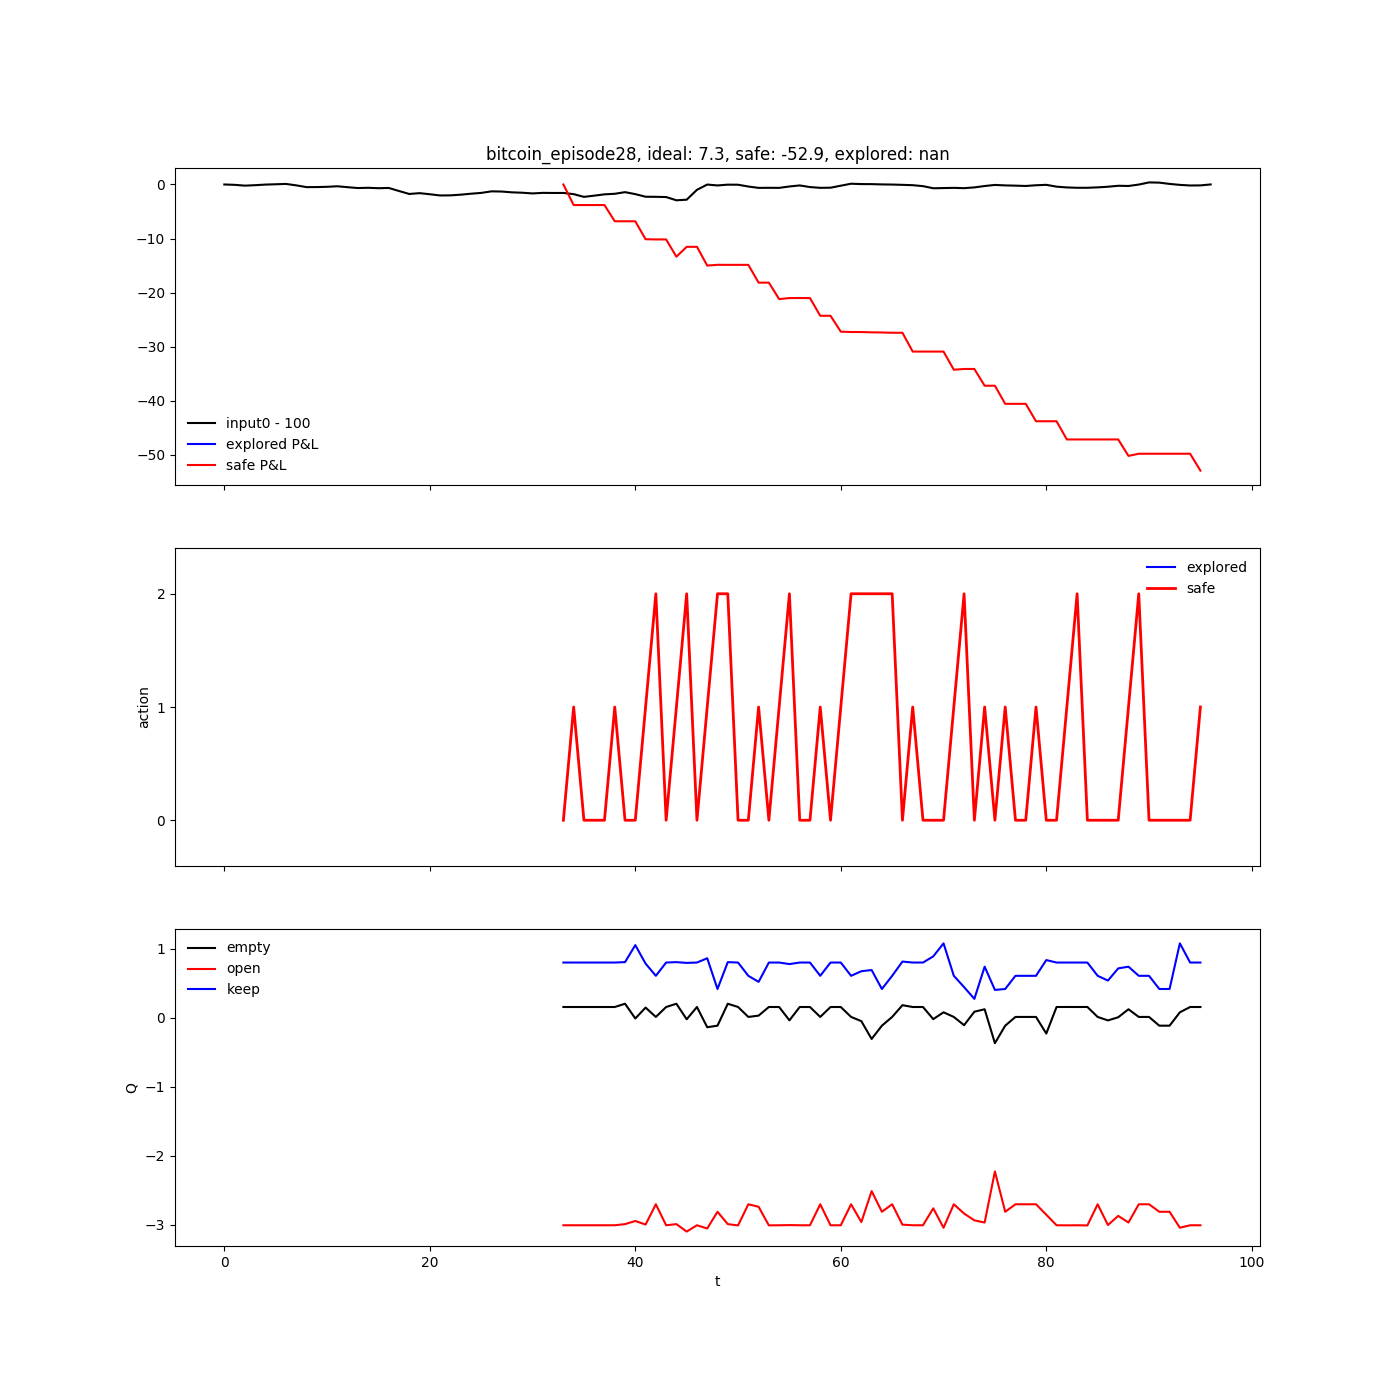 bitcoin_episode28, ideal: 7.3, safe: -52.9, explored: nan
0
−10
−20
−30
−40
−50
input0 - 100
explored P&L
safe P&L
action
2
1
0
explored
safe
Q
1
0
−1
−2
−3
empty
open
keep
0 20 40 60 80 100
t